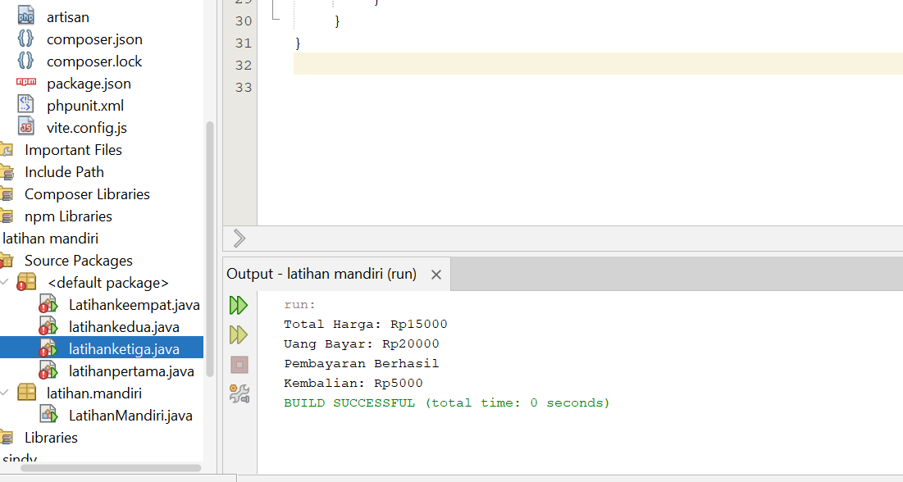 artisan
composer.json
composer.lock
package.json
phpunit.xml
vite.config.js
Important Files
Include Path
Composer Libraries
npm Libraries
latihan mandiri
Source Packages
<default package>
Latihankeempat.java
latihankedua.java
latihanketiga.java
latihanpertama.java
latihan.mandiri
LatihanMandiri.java
Libraries
30 }
31 }
32
33
Output - latihan mandiri (run)
run:
Total Harga: Rp15000
Uang Bayar: Rp20000
Pembayaran Berhasil
Kembalian: Rp5000
BUILD SUCCESSFUL (total time: 0 seconds)